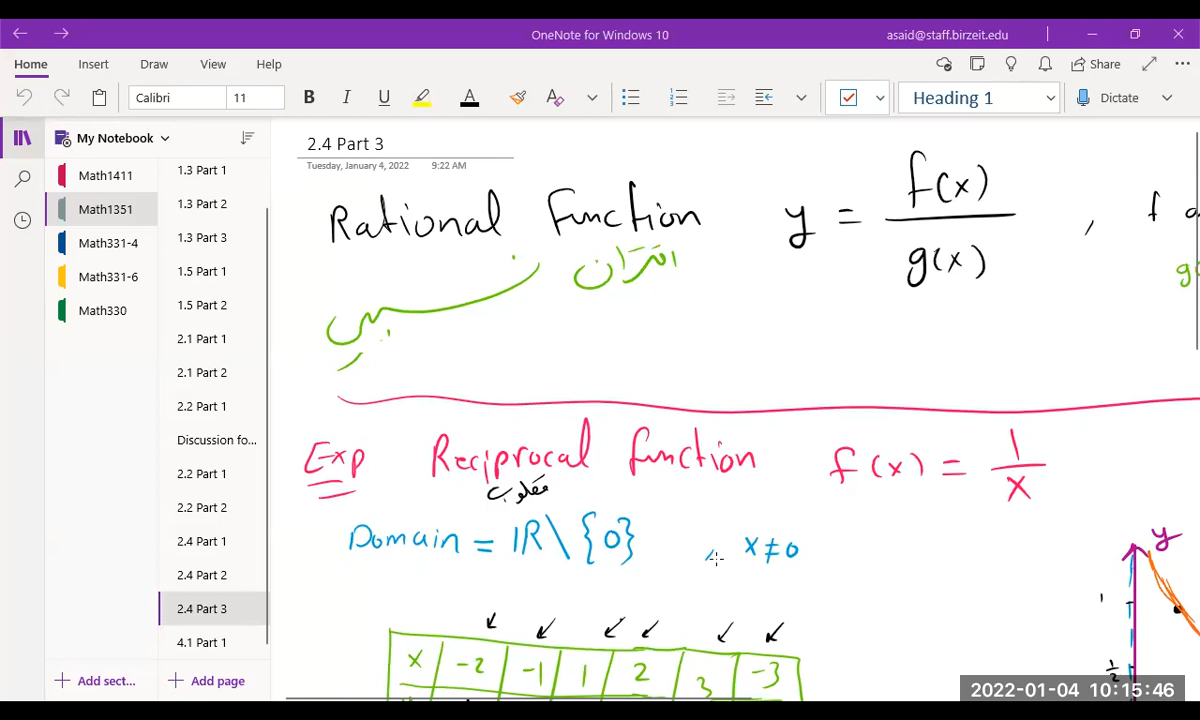 OneNote for Windows 10
asaid@staff.birzeit.edu
Home Insert Draw View Help
Share
Calibri 11 B I U A Heading 1 Dictate
My Notebook
Math1411
Math1351
Math331-4
Math331-6
Math330
Add sect...
1.3 Part 1
1.3 Part 2
1.3 Part 3
1.5 Part 1
1.5 Part 2
2.1 Part 1
2.1 Part 2
2.2 Part 1
Discussion fo...
2.2 Part 1
2.2 Part 2
2.4 Part 1
2.4 Part 2
2.4 Part 3
4.1 Part 1
Add page
2.4 Part 3
Tuesday, January 4, 2022 9:22 AM
Rational Function y = f(x) / g(x) , f
اقتران نسبي
Exp Reciprocal function f(x) = 1 / x
مقلوب
Domain = ℝ \ {0} x ≠ 0
y
1
1/2
x -2 -1 1 2 3 -3
2022-01-04 10:15:46